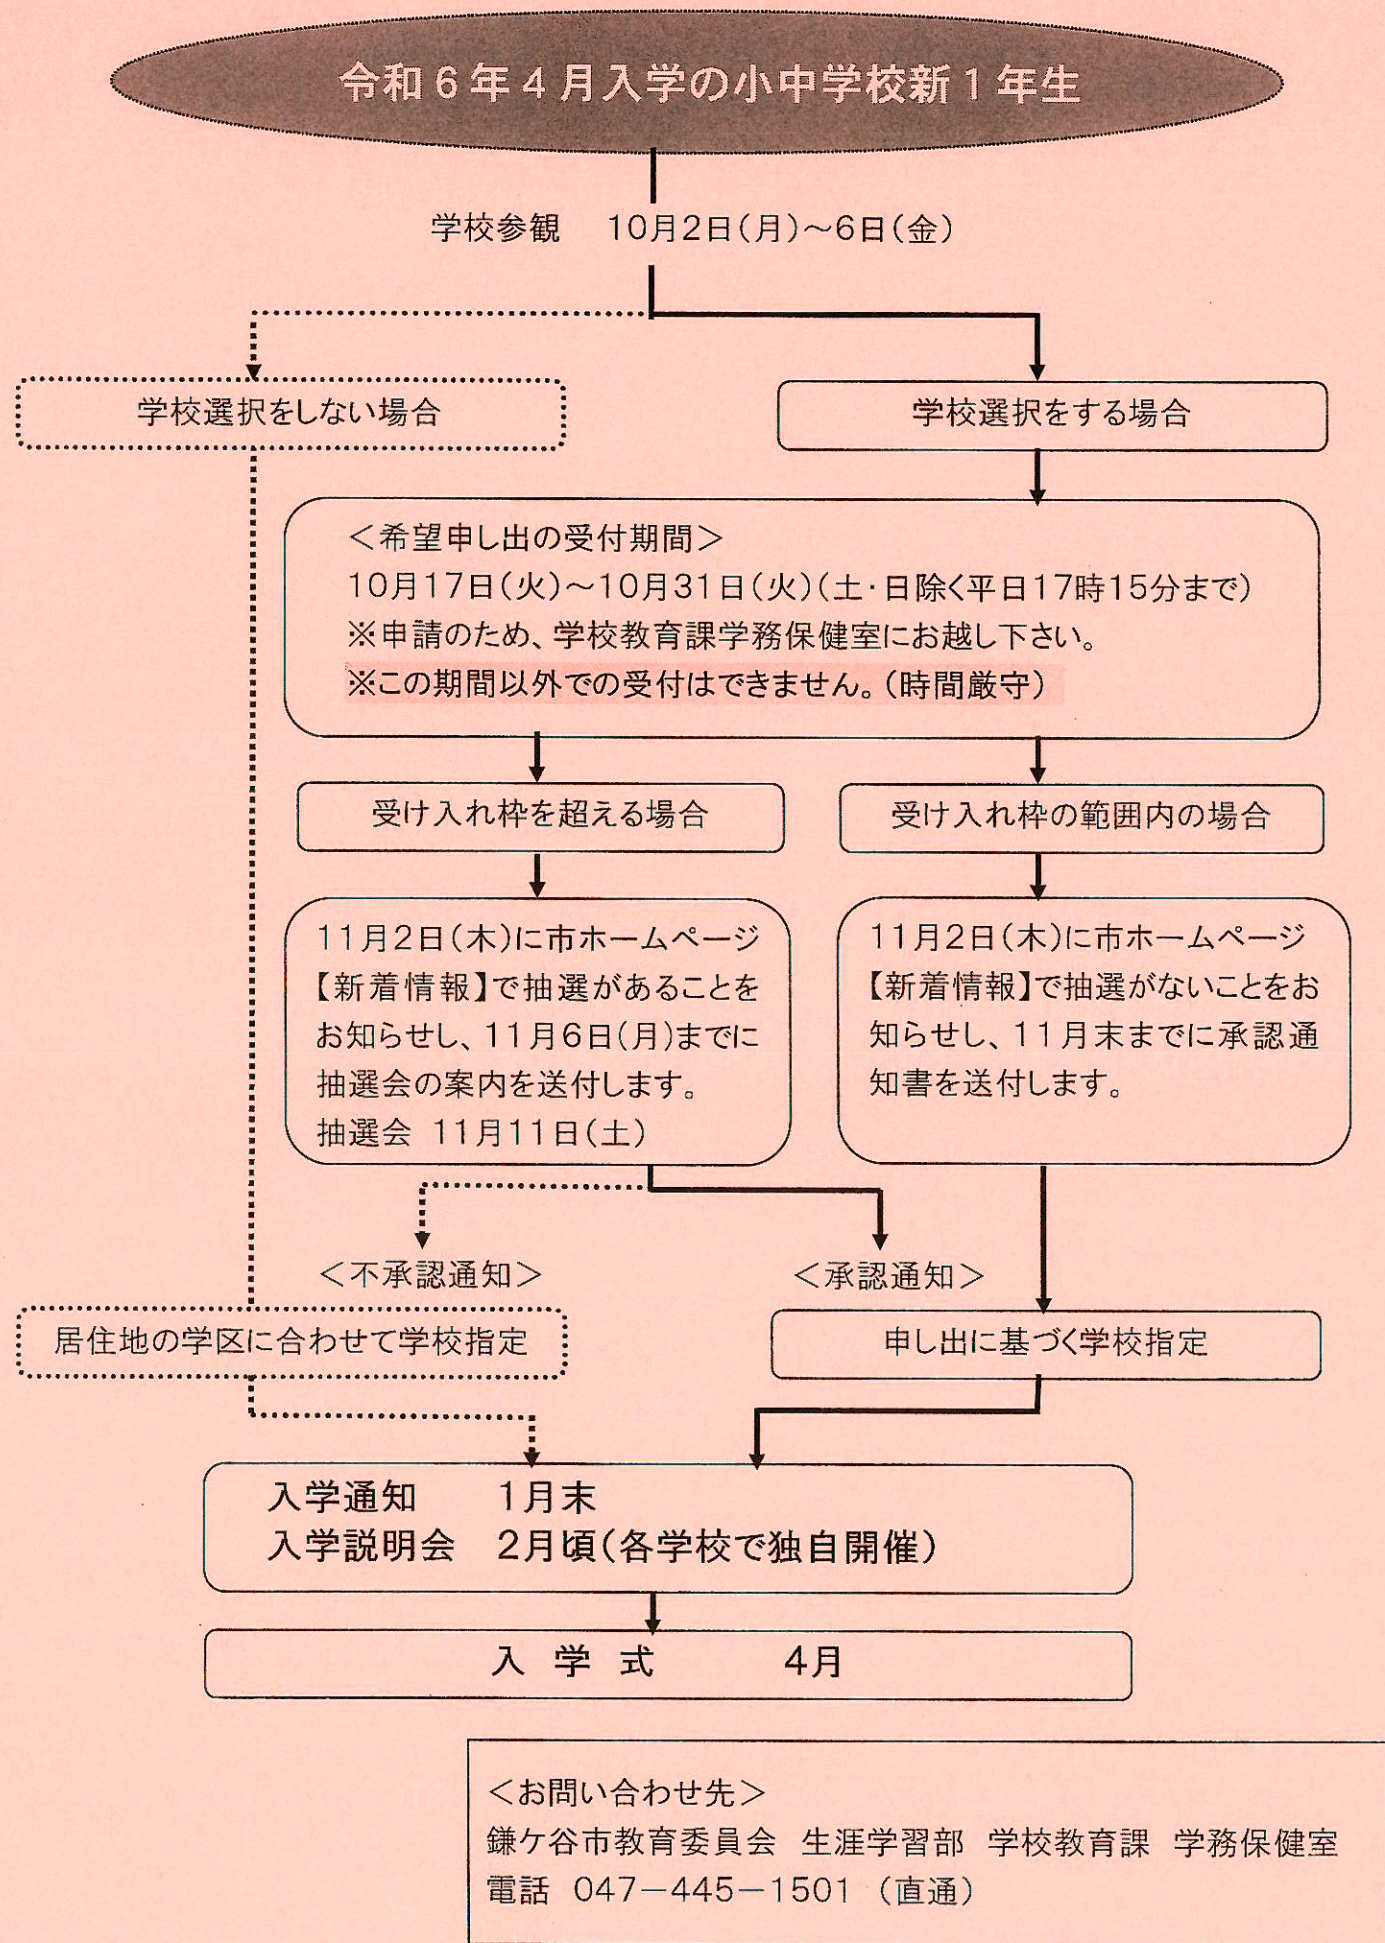 令和6年4月入学の小中学校新1年生
学校参観　10月2日(月)～6日(金)
学校選択をしない場合
学校選択をする場合
＜希望申し出の受付期間＞
10月17日(火)～10月31日(火)(土・日除く平日17時15分まで)
※申請のため、学校教育課学務保健室にお越し下さい。
※この期間以外での受付はできません。(時間厳守)
受け入れ枠を超える場合
受け入れ枠の範囲内の場合
11月2日(木)に市ホームページ
【新着情報】で抽選があることを
お知らせし、11月6日(月)までに
抽選会の案内を送付します。
抽選会 11月11日(土)
11月2日(木)に市ホームページ
【新着情報】で抽選がないことをお
知らせし、11月末までに承認通
知書を送付します。
＜不承認通知＞
＜承認通知＞
居住地の学区に合わせて学校指定
申し出に基づく学校指定
入学通知　1月末
入学説明会　2月頃(各学校で独自開催)
入 学 式　4月
＜お問い合わせ先＞
鎌ケ谷市教育委員会 生涯学習部 学校教育課 学務保健室
電話 047－445－1501 (直通)